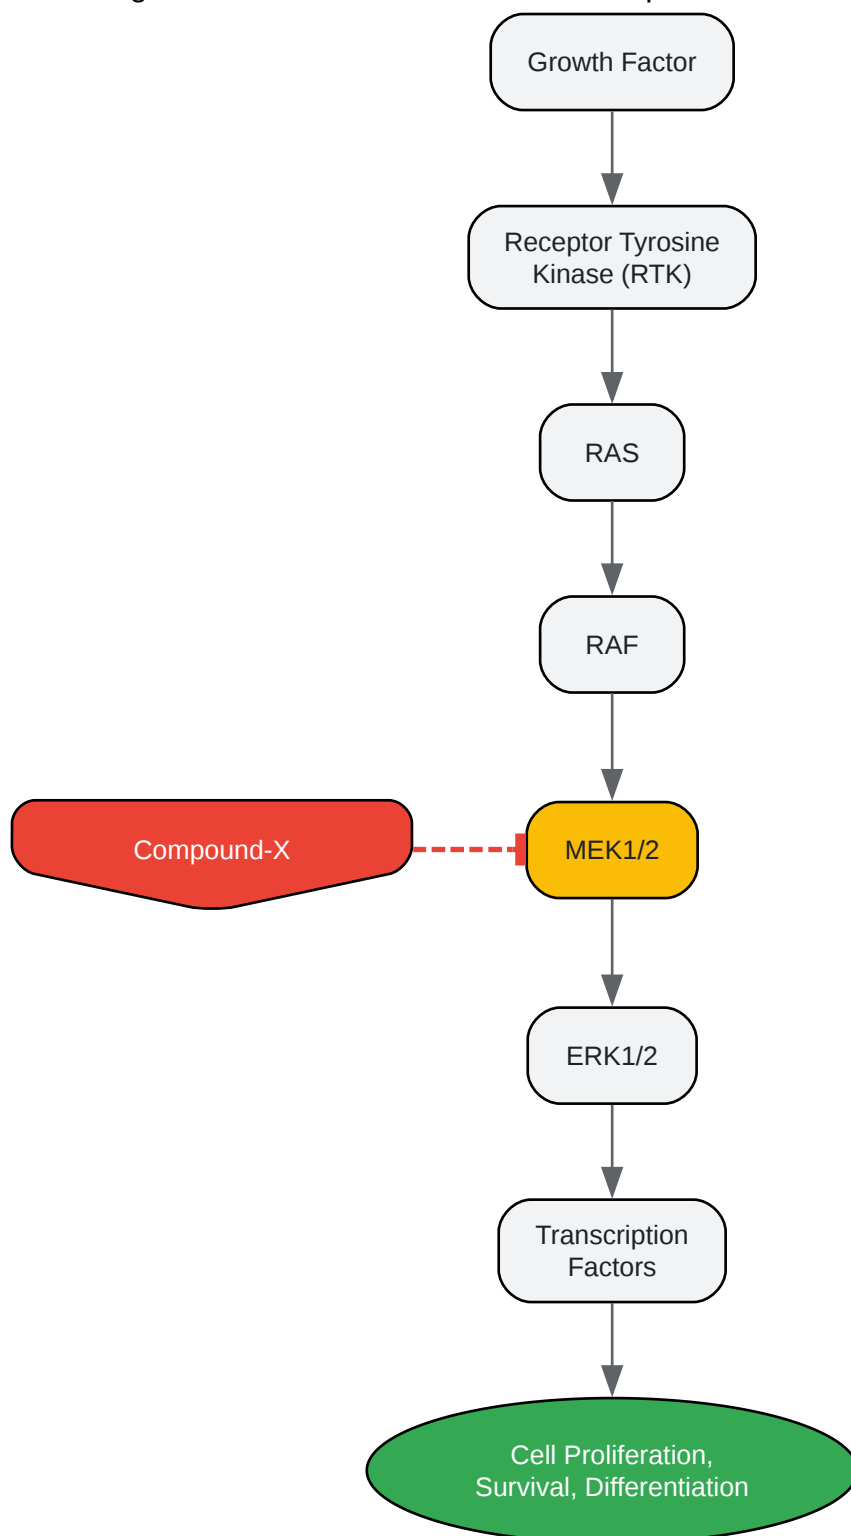 Growth Factor
Receptor Tyrosine
Kinase (RTK)
RAS
RAF
Compound-X
MEK1/2
ERK1/2
Transcription
Factors
Cell Proliferation,
Survival, Differentiation